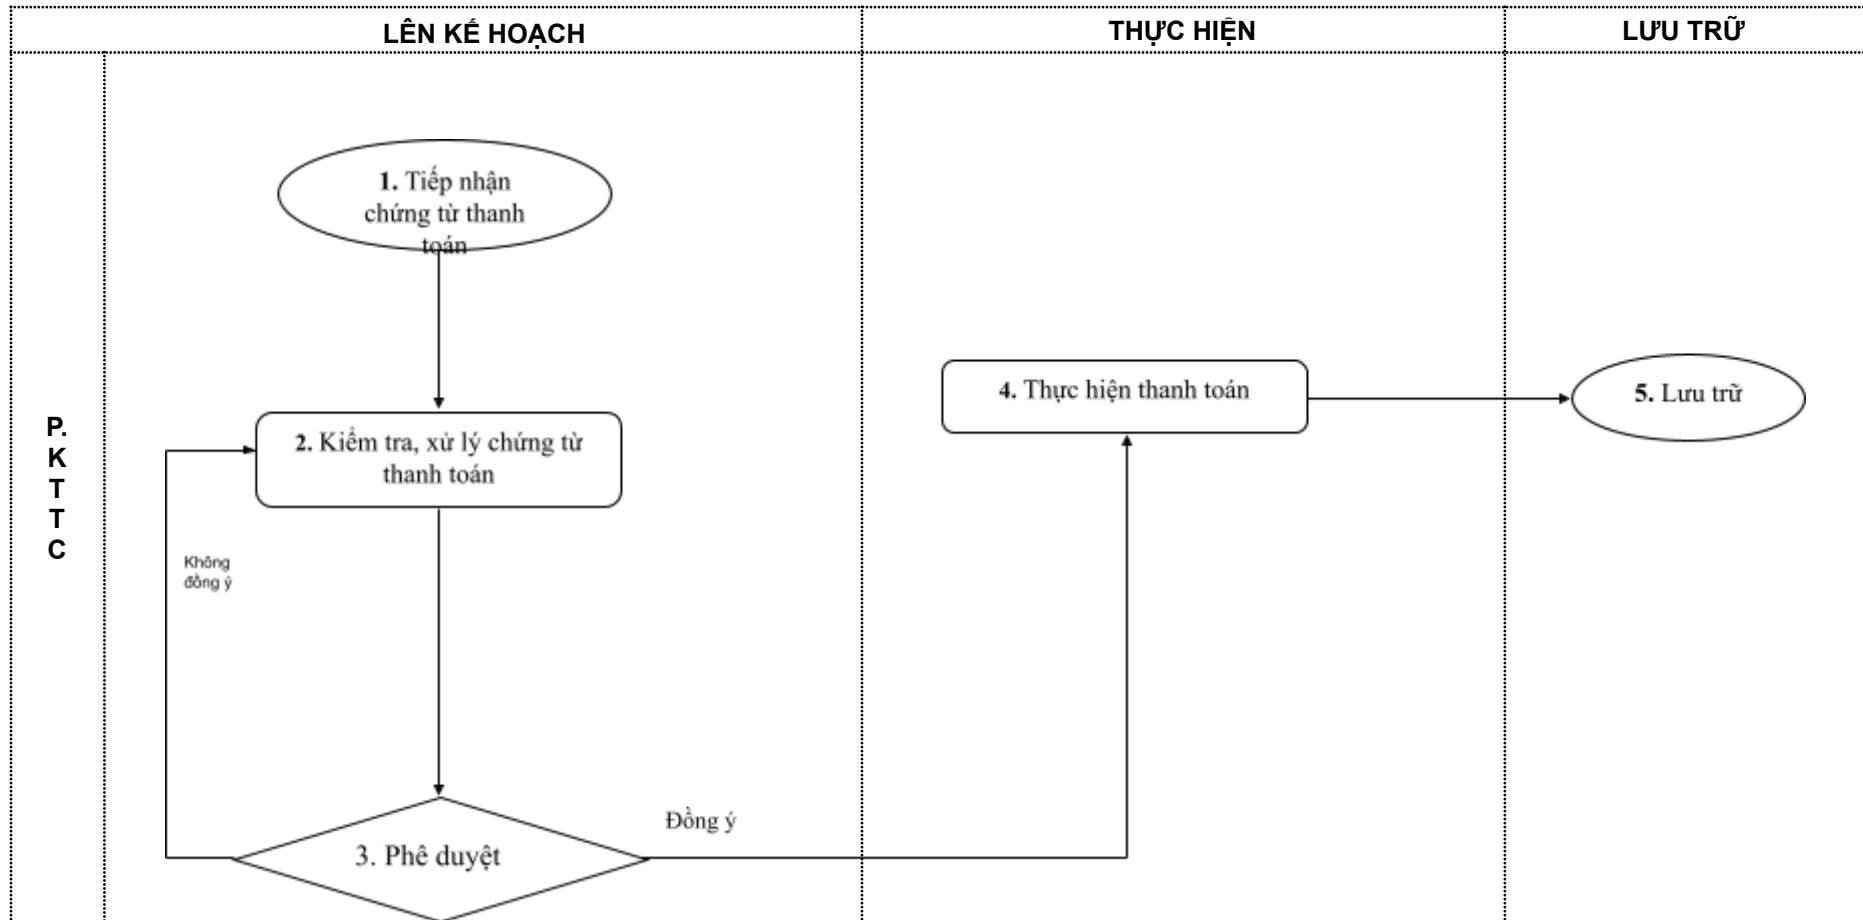 LÊN KẾ HOẠCH
THỰC HIỆN
LƯU TRỮ
1. Tiếp nhận
chứng từ thanh
toán
4. Thực hiện thanh toán
5. Lưu trữ
P.
K
T
T
C
2. Kiểm tra, xử lý chứng từ
thanh toán
Không
đồng ý
Đồng ý
3. Phê duyệt